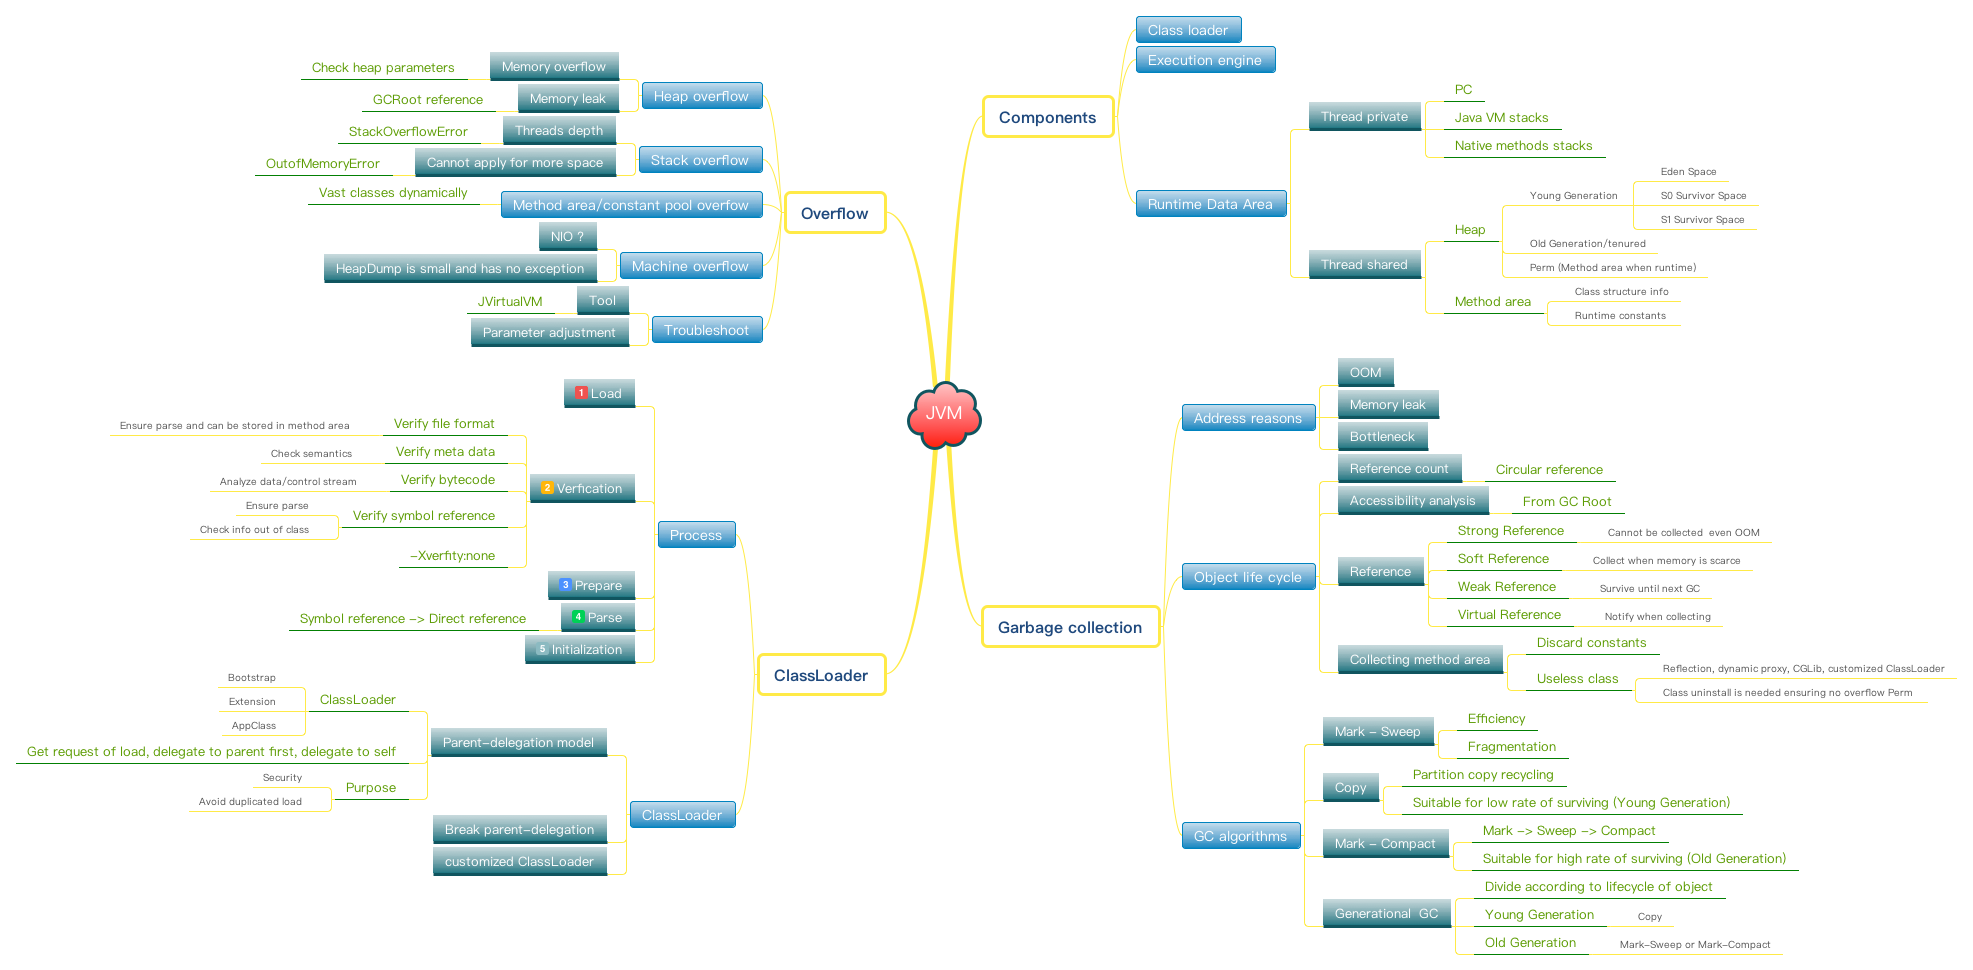 JVM
Components
Class loader
Execution engine
Runtime Data Area
Thread private
PC
Java VM stacks
Native methods stacks
Thread shared
Heap
Young Generation
Eden Space
S0 Survivor Space
S1 Survivor Space
Old Generation/tenured
Perm (Method area when runtime)
Method area
Class structure info
Runtime constants
Garbage collection
Address reasons
OOM
Memory leak
Bottleneck
Object life cycle
Reference count
Circular reference
Accessibility analysis
From GC Root
Reference
Strong Reference
Cannot be collected even OOM
Soft Reference
Collect when memory is scarce
Weak Reference
Survive until next GC
Virtual Reference
Notify when collecting
Collecting method area
Discard constants
Useless class
Reflection, dynamic proxy, CGLib, customized ClassLoader
Class uninstall is needed ensuring no overflow Perm
GC algorithms
Mark - Sweep
Efficiency
Fragmentation
Copy
Partition copy recycling
Suitable for low rate of surviving (Young Generation)
Mark - Compact
Mark -> Sweep -> Compact
Suitable for high rate of surviving (Old Generation)
Generational GC
Divide according to lifecycle of object
Young Generation
Copy
Old Generation
Mark-Sweep or Mark-Compact
Overflow
Heap overflow
Memory overflow
Check heap parameters
Memory leak
GCRoot reference
Stack overflow
Threads depth
StackOverflowError
Cannot apply for more space
OutofMemoryError
Method area/constant pool overfow
Vast classes dynamically
Machine overflow
NIO ?
HeapDump is small and has no exception
Troubleshoot
Tool
JVirtualVM
Parameter adjustment
ClassLoader
Process
1 Load
2 Verfication
Verify file format
Ensure parse and can be stored in method area
Verify meta data
Check semantics
Verify bytecode
Analyze data/control stream
Verify symbol reference
Ensure parse
Check info out of class
-Xverfity:none
3 Prepare
4 Parse
Symbol reference -> Direct reference
5 Initialization
ClassLoader
Parent-delegation model
ClassLoader
Bootstrap
Extension
AppClass
Get request of load, delegate to parent first, delegate to self
Purpose
Security
Avoid duplicated load
Break parent-delegation
customized ClassLoader